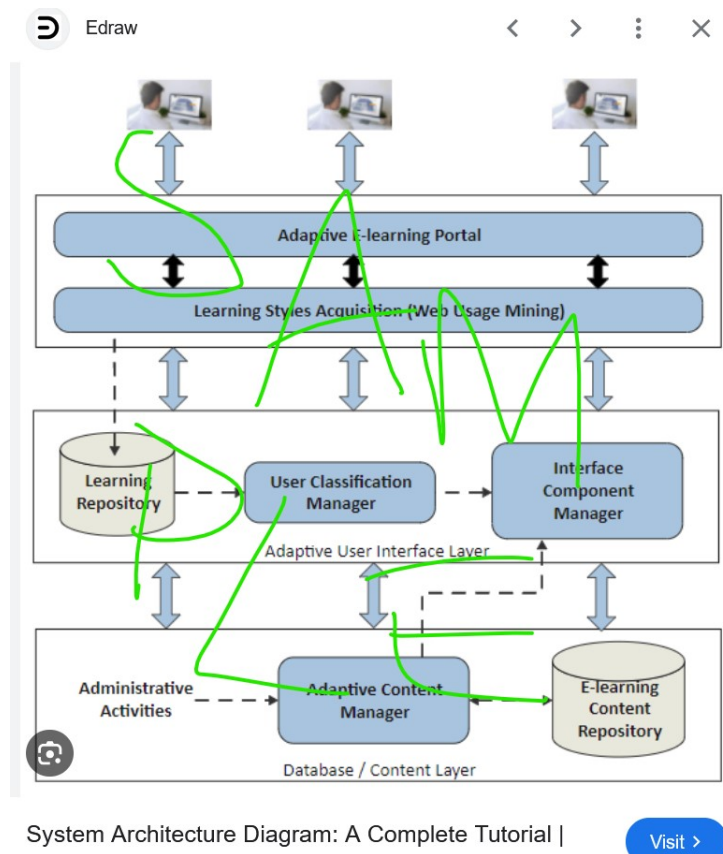 Edraw
Adaptive E-learning Portal
Learning Styles Acquisition (Web Usage Mining)
Learning
Repository
User Classification
Manager
Interface
Component
Manager
Adaptive User Interface Layer
Administrative
Activities
Adaptive Content
Manager
E-learning
Content
Repository
Database / Content Layer
SAM
PLE
System Architecture Diagram: A Complete Tutorial |
Visit